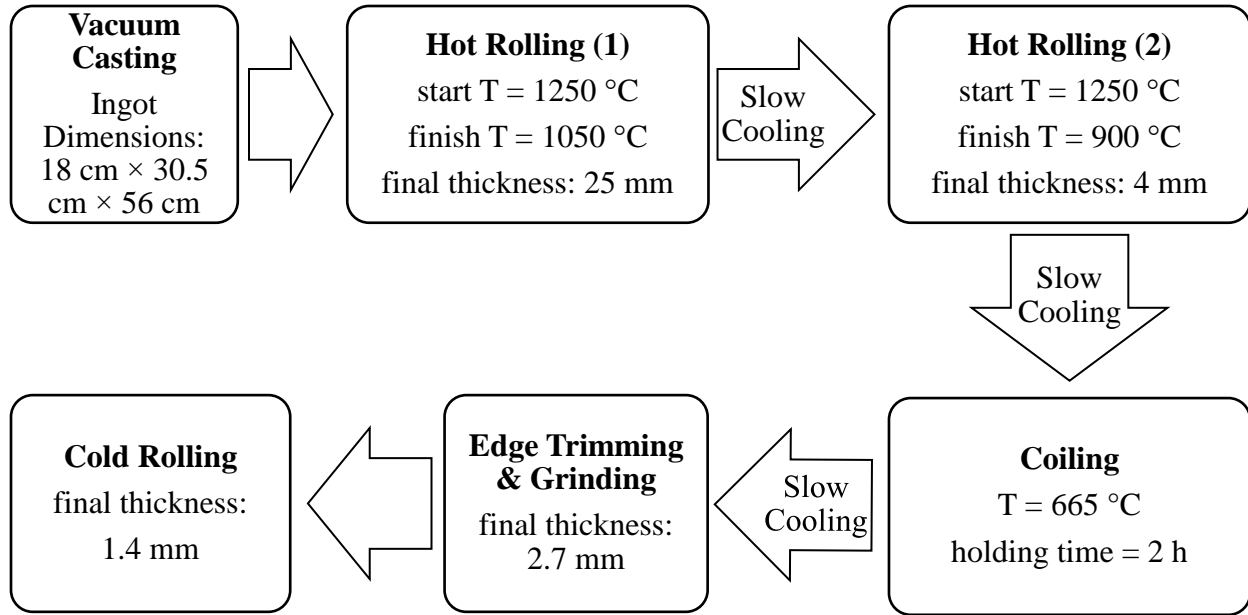 Vacuum
Casting
Ingot
Dimensions:
18 cm × 30.5
cm × 56 cm
Hot Rolling (1)
start T = 1250 °C
finish T = 1050 °C
final thickness: 25 mm
Slow
Cooling
Hot Rolling (2)
start T = 1250 °C
finish T = 900 °C
final thickness: 4 mm
Slow
Cooling
Coiling
T = 665 °C
holding time = 2 h
Slow
Cooling
Edge Trimming
& Grinding
final thickness:
2.7 mm
Cold Rolling
final thickness:
1.4 mm